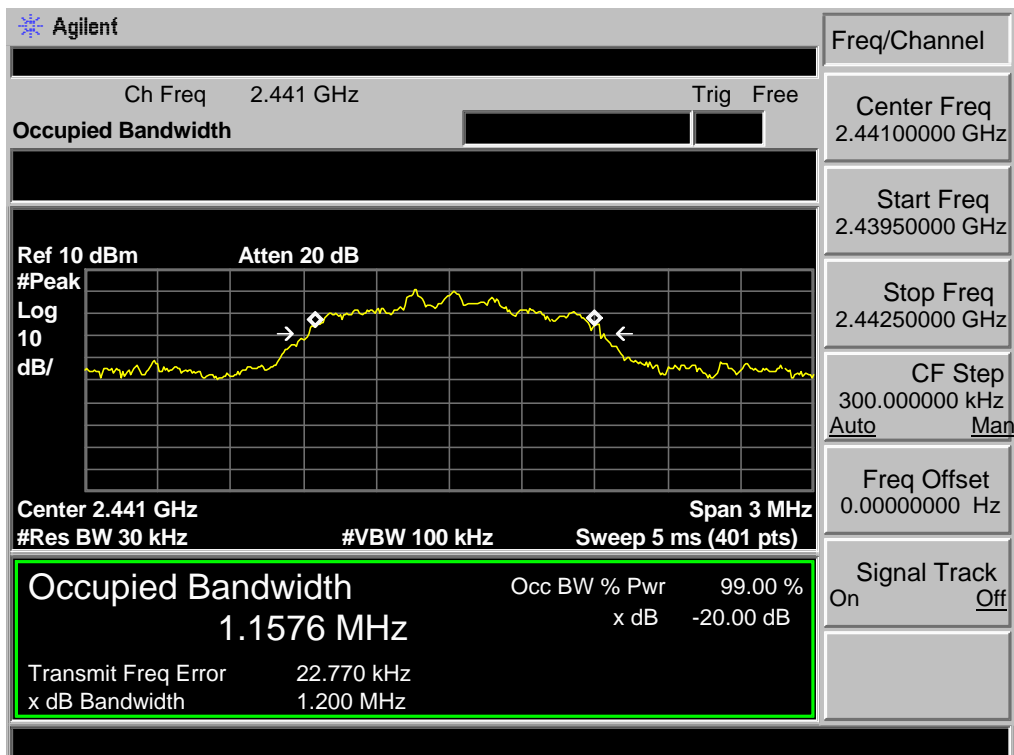 Agilent
Ch Freq 2.441 GHz Trig Free
Occupied Bandwidth
Ref 10 dBm Atten 20 dB
#Peak
Log
10
dB/
Center 2.441 GHz Span 3 MHz
#Res BW 30 kHz #VBW 100 kHz Sweep 5 ms (401 pts)
Occupied Bandwidth
1.1576 MHz
Occ BW % Pwr 99.00 %
x dB -20.00 dB
Transmit Freq Error 22.770 kHz
x dB Bandwidth 1.200 MHz
Freq/Channel
Center Freq
2.44100000 GHz
Start Freq
2.43950000 GHz
Stop Freq
2.44250000 GHz
CF Step
300.000000 kHz
Auto Man
Freq Offset
0.00000000 Hz
Signal Track
On Off